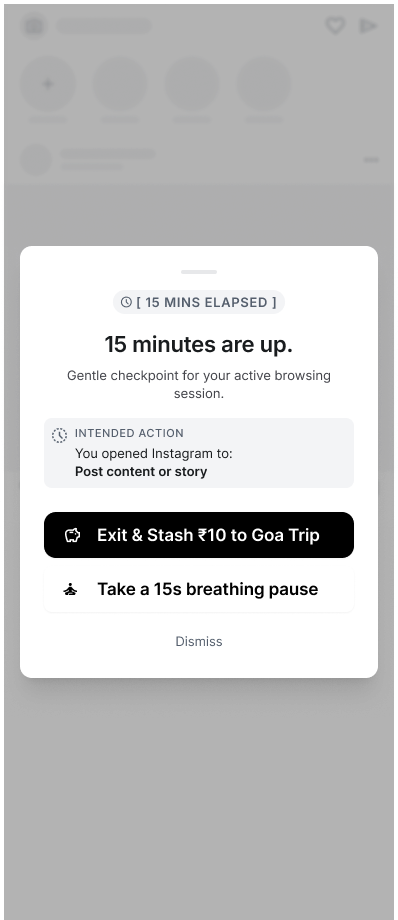 [ 15 MINS ELAPSED ]
15 minutes are up.
Gentle checkpoint for your active browsing
session.
INTENDED ACTION
You opened Instagram to:
Post content or story
Exit & Stash ₹10 to Goa Trip
Take a 15s breathing pause
Dismiss